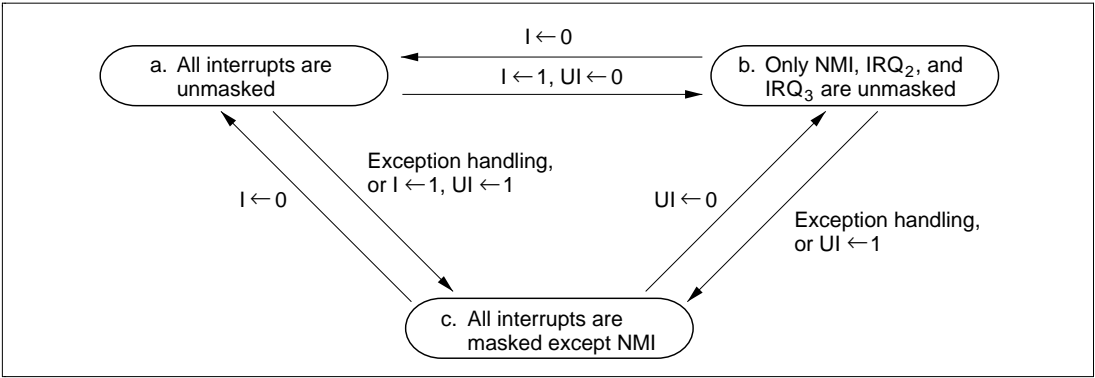 I ← 0
a. All interrupts are
unmasked
I ← 1, UI ← 0
b. Only NMI, IRQ2, and
IRQ3 are unmasked
Exception handling,
or I ← 1, UI ← 1
I ← 0
UI ← 0
Exception handling,
or UI ← 1
c. All interrupts are
masked except NMI